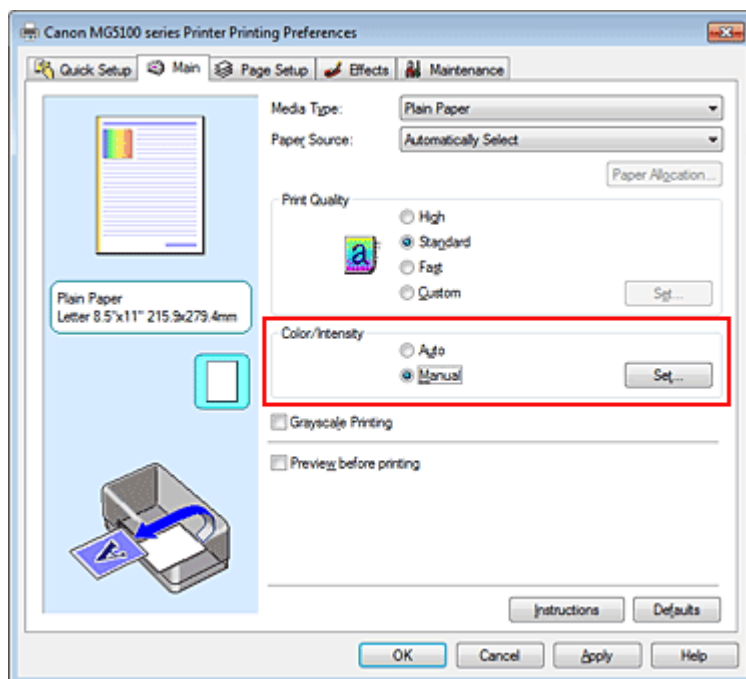 Canon MG5100 series Printer Printing Preferences
Quick Setup Main Page Setup Effects Maintenance
Media Type: Plain Paper
Paper Source: Automatically Select
Paper Allocation...
Print Quality
High
a Standard
Fast
Custom Set...
Plain Paper
Letter 8.5"x11" 215.9x279.4mm
Color/Intensity
Auto
Manual Set...
Grayscale Printing
Preview before printing
A
Instructions Defaults
OK Cancel Apply Help